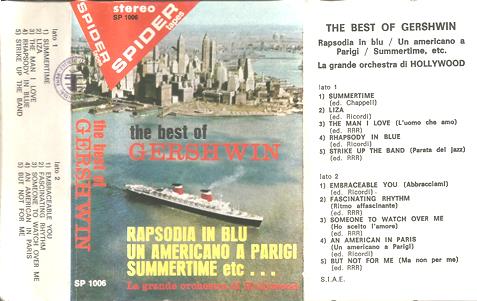 lato 1
1) SUMMERTIME
2) LIZA
3) THE MAN I LOVE
4) RHAPSODY IN BLUE
5) STRIKE UP THE BAND
lato 2
1) EMBRACEABLE YOU
2) FASCINATING RHYTHM
3) SOMEONE TO WATCH OVER ME
4) AN AMERICAN IN PARIS
5) BUT NOT FOR ME
SPIDER
the best of
GERSHWIN
SP 1006
stereo
SP 1006
SPIDER
tapes
the best of
GERSHWIN
RAPSODIA IN BLU
UN AMERICANO A PARIGI
SUMMERTIME etc . . .
La grande orchestra di Hollywood
THE BEST OF GERSHWIN
Rapsodia in blu / Un americano a
Parigi / Summertime, etc.
La grande orchestra di HOLLYWOOD
lato 1
1) SUMMERTIME
(ed. Chappell)
2) LIZA
(ed. Ricordi)
3) THE MAN I LOVE (L'uomo che amo)
(ed. RRR)
4) RHAPSODY IN BLUE
(ed. Ricordi)
5) STRIKE UP THE BAND (Parata del jazz)
(ed. RRR)
lato 2
1) EMBRACEABLE YOU (Abbracciami)
(ed. Ricordi)
2) FASCINATING RHYTHM
(Ritmo affascinante)
(ed. RRR)
3) SOMEONE TO WATCH OVER ME
(Ho scelto l'amore)
(ed. RRR)
4) AN AMERICAN IN PARIS
(Un americano a Parigi)
(ed. Ricordi)
5) BUT NOT FOR ME (Ma non per me)
(ed. RRR)
S.I.A.E.